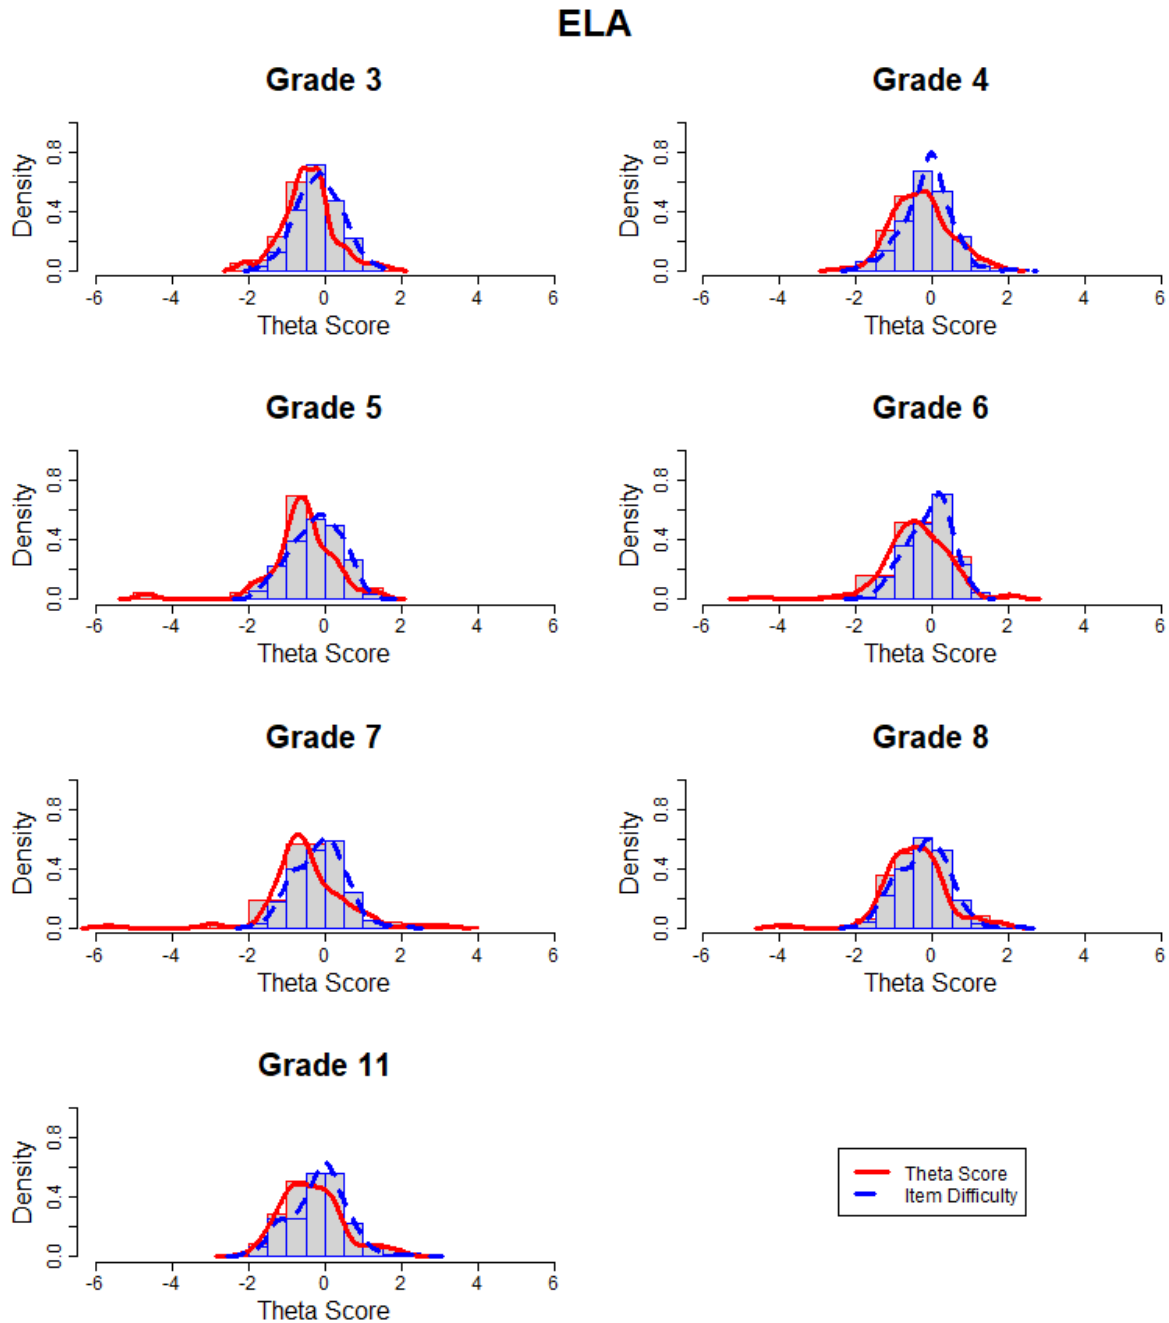 ELA
Grade 3
Density
0.0 0.4 0.8
-6 -4 -2 0 2 4 6
Theta Score
Grade 4
Density
0.0 0.4 0.8
-6 -4 -2 0 2 4 6
Theta Score
Grade 5
Density
0.0 0.4 0.8
-6 -4 -2 0 2 4 6
Theta Score
Grade 6
Density
0.0 0.4 0.8
-6 -4 -2 0 2 4 6
Theta Score
Grade 7
Density
0.0 0.4 0.8
-6 -4 -2 0 2 4 6
Theta Score
Grade 8
Density
0.0 0.4 0.8
-6 -4 -2 0 2 4 6
Theta Score
Grade 11
Density
0.0 0.4 0.8
-6 -4 -2 0 2 4 6
Theta Score
Theta Score
Item Difficulty